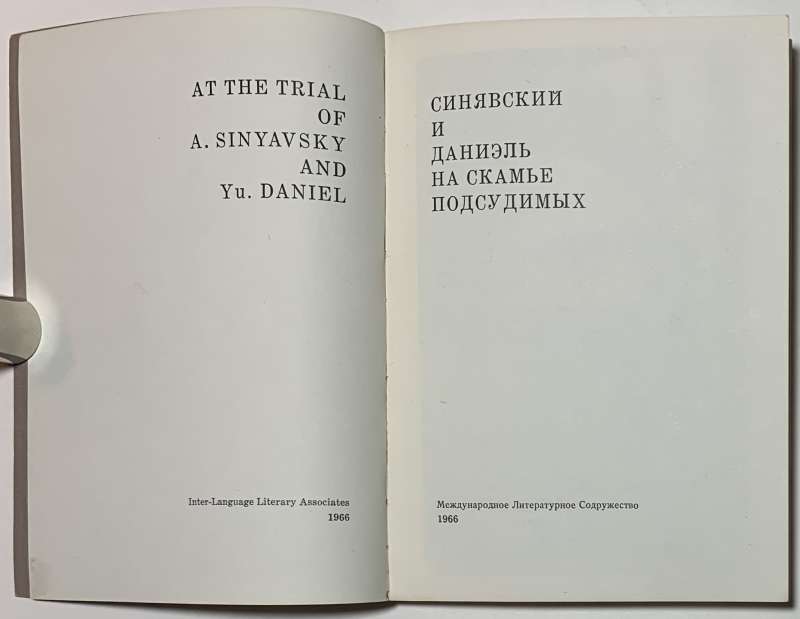 AT THE TRIAL
OF
A. SINYAVSKY
AND
Yu. DANIEL
Inter-Language Literary Associates
1966
СИНЯВСКИЙ
И
ДАНИЭЛЬ
НА СКАМЬЕ
ПОДСУДИМЫХ
Международное Литературное Содружество
1966